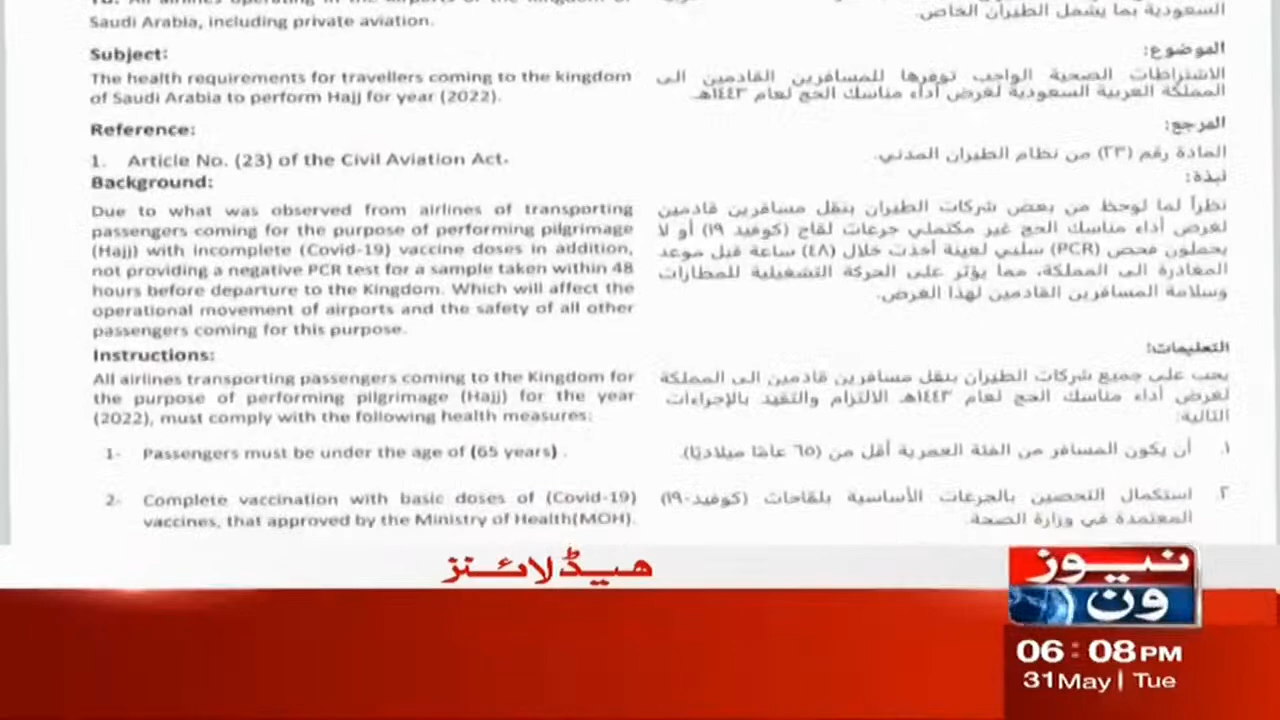 To: All airlines operating in the airports of the kingdom of
Saudi Arabia, including private aviation.
Subject:
The health requirements for travellers coming to the kingdom
of Saudi Arabia to perform Hajj for year (2022).
Reference:
1. Article No. (23) of the Civil Aviation Act.
Background:
Due to what was observed from airlines of transporting
passengers coming for the purpose of performing pilgrimage
(Hajj) with incomplete (Covid-19) vaccine doses in addition,
not providing a negative PCR test for a sample taken within 48
hours before departure to the Kingdom. Which will affect the
operational movement of airports and the safety of all other
passengers coming for this purpose.
Instructions:
All airlines transporting passengers coming to the Kingdom for
the purpose of performing pilgrimage (Hajj) for the year
(2022), must comply with the following health measures:
1- Passengers must be under the age of (65 years) .
2- Complete vaccination with basic doses of (Covid-19)
vaccines, that approved by the Ministry of Health(MOH).
السعودية بما يشمل الطيران الخاص.
الموضوع:
الاشتراطات الصحية الواجب توفرها للمسافرين القادمين الى
المملكة العربية السعودية لغرض أداء مناسك الحج لعام ١٤٤٣هـ.
المرجع:
المادة رقم (٢٣) من نظام الطيران المدني.
نبذة:
نظراً لما لوحظ من بعض شركات الطيران بنقل مسافرين قادمين
لغرض أداء مناسك الحج غير مكتملي جرعات لقاح (كوفيد ١٩) أو لا
يحملون فحص (PCR) سلبي لعينة أخذت خلال (٤٨) ساعة قبل موعد
المغادرة الى المملكة، مما يؤثر على الحركة التشغيلية للمطارات
وسلامة المسافرين القادمين لهذا الغرض.
التعليمات:
يجب على جميع شركات الطيران بنقل مسافرين قادمين الى المملكة
لغرض أداء مناسك الحج لعام ١٤٤٣هـ الالتزام والتقيد بالإجراءات
التالية:
١. أن يكون المسافر من الفئة العمرية أقل من (٦٥ عامًا ميلاديًا).
٢. استكمال التحصين بالجرعات الأساسية بلقاحات (كوفيد-١٩)
المعتمدة في وزارة الصحة.
ہیڈلائنز
نیوز
ون
06:08PM
31May | Tue